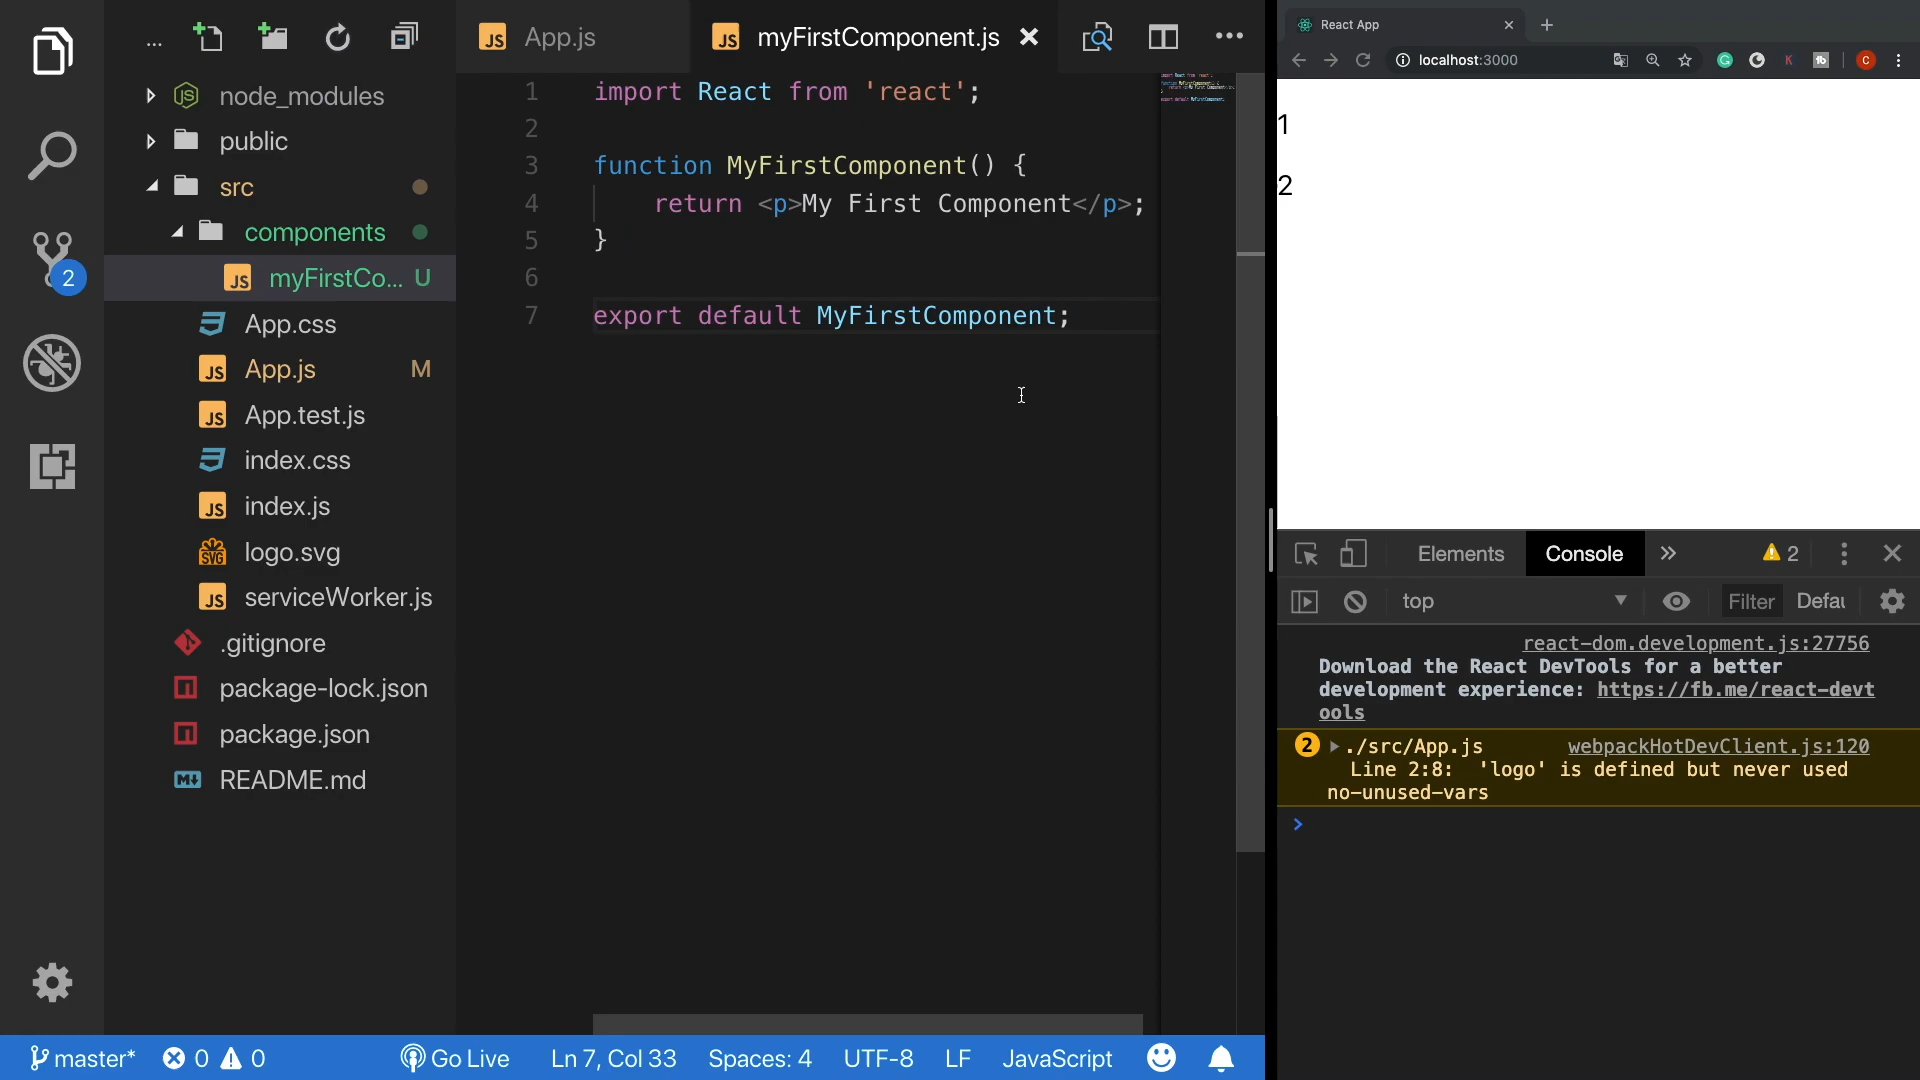 ...
App.js
myFirstComponent.js
node_modules
public
src
components
myFirstCo... U
App.css
App.js M
App.test.js
index.css
index.js
logo.svg
serviceWorker.js
.gitignore
package-lock.json
package.json
README.md
2
1 import React from 'react';
2
3 function MyFirstComponent() {
4 return <p>My First Component</p>;
5 }
6
7 export default MyFirstComponent;
master* 0 0 Go Live Ln 7, Col 33 Spaces: 4 UTF-8 LF JavaScript
React App
localhost:3000
1
2
Elements Console 2
top Filter Defau
react-dom.development.js:27756
Download the React DevTools for a better
development experience: https://fb.me/react-devt
ools
2 ./src/App.js webpackHotDevClient.js:120
Line 2:8: 'logo' is defined but never used
no-unused-vars